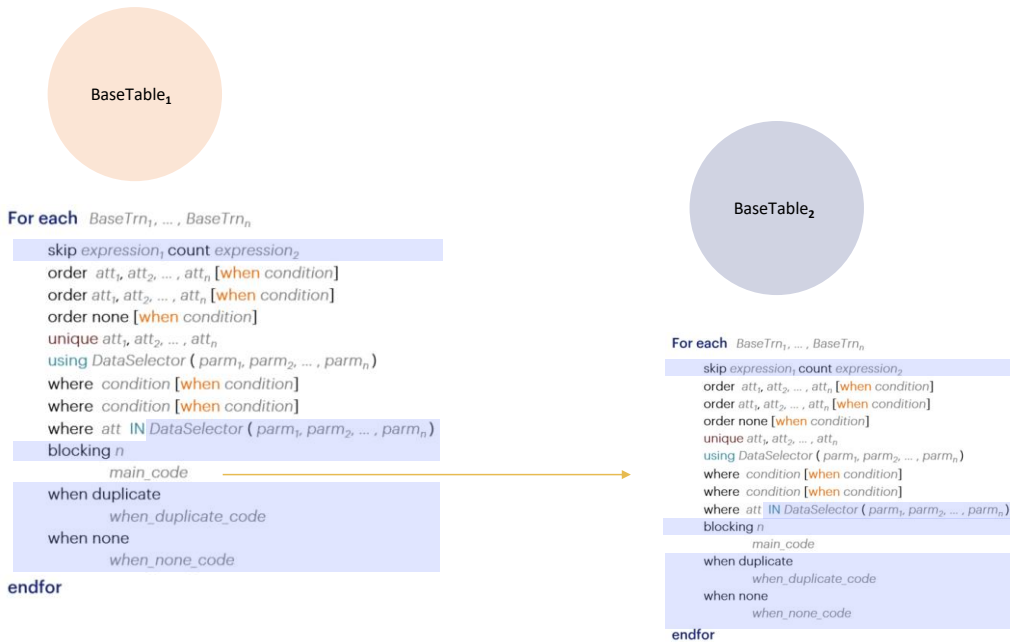 BaseTable₁
For each BaseTrn₁, ... , BaseTrnₙ
skip expression₁ count expression₂
order att₁, att₂, ... , attₙ [when condition]
order att₁, att₂, ... , attₙ [when condition]
order none [when condition]
unique att₁, att₂, ... , attₙ
using DataSelector ( parm₁, parm₂, ... , parmₙ)
where condition [when condition]
where condition [when condition]
where att IN DataSelector ( parm₁, parm₂, ... , parmₙ)
blocking n
main_code
when duplicate
when_duplicate_code
when none
when_none_code
endfor
BaseTable₂
For each BaseTrn₁, ... , BaseTrnₙ
skip expression₁ count expression₂
order att₁, att₂, ... , attₙ [when condition]
order att₁, att₂, ... , attₙ [when condition]
order none [when condition]
unique att₁, att₂, ... , attₙ
using DataSelector ( parm₁, parm₂, ... , parmₙ)
where condition [when condition]
where condition [when condition]
where att IN DataSelector ( parm₁, parm₂, ... , parmₙ)
blocking n
main_code
when duplicate
when_duplicate_code
when none
when_none_code
endfor